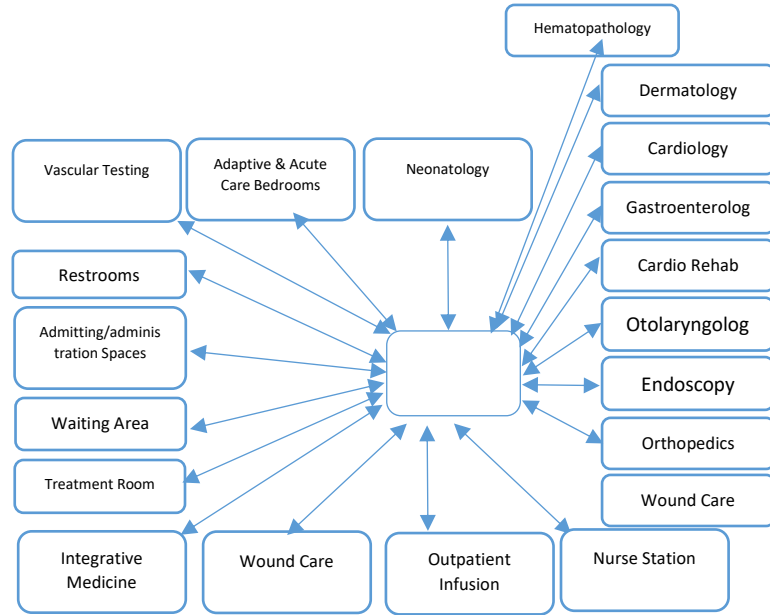 Hematopathology
Dermatology
Cardiology
Gastroenterolog
Cardio Rehab
Otolaryngolog
Endoscopy
Orthopedics
Wound Care
Vascular Testing
Adaptive & Acute
Care Bedrooms
Neonatology
Restrooms
Admitting/adminis
tration Spaces
Waiting Area
Treatment Room
Integrative
Medicine
Wound Care
Outpatient
Infusion
Nurse Station